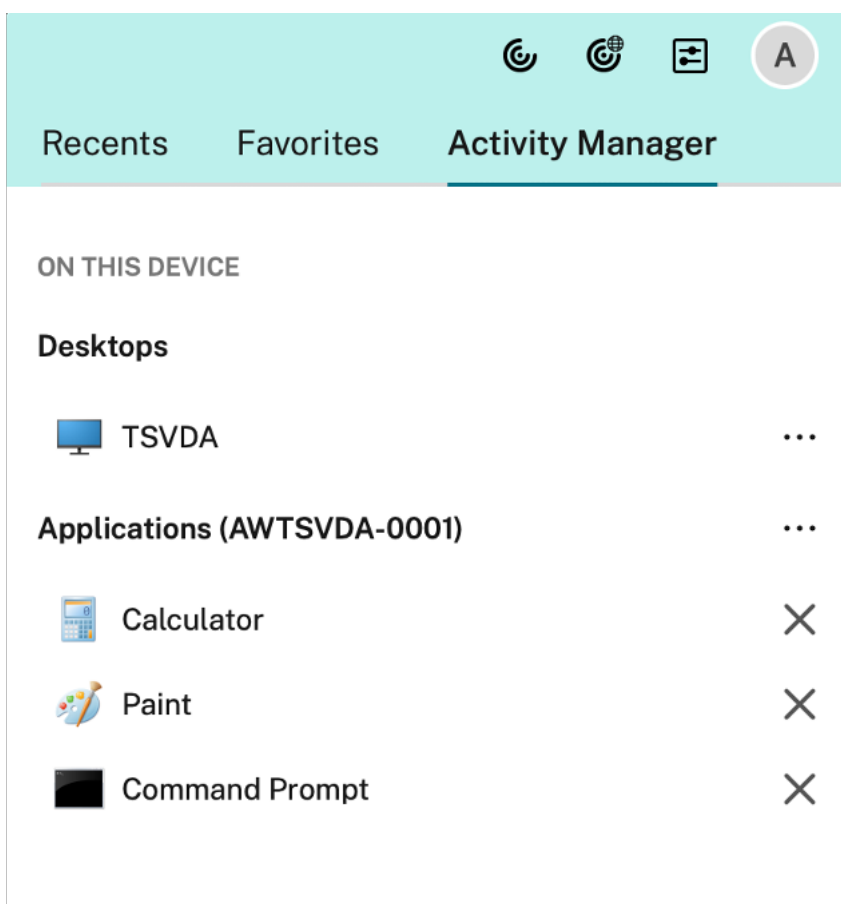 A
Recents Favorites Activity Manager
ON THIS DEVICE
Desktops
TSVDA
Applications (AWTSVDA-0001)
Calculator
Paint
Command Prompt